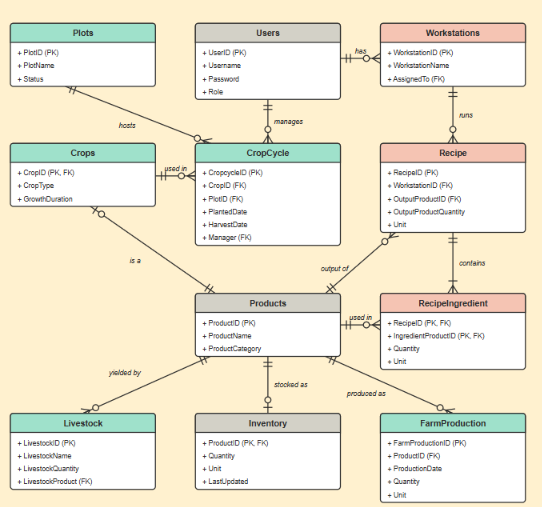 Plots
+ PlotID (PK)
+ PlotName
+ Status
Users
+ UserID (PK)
+ Username
+ Password
+ Role
has
Workstations
+ WorkstationID (PK)
+ WorkstationName
+ AssignedTo (FK)
hosts
manages
runs
Crops
+ CropID (PK, FK)
+ CropType
+ GrowthDuration
used in
CropCycle
+ CropcycleID (PK)
+ CropID (FK)
+ PlotID (FK)
+ PlantedDate
+ HarvestDate
+ Manager (FK)
Recipe
+ RecipeID (PK)
+ WorkstationID (FK)
+ OutputProductID (FK)
+ OutputProductQuantity
+ Unit
is a
output of
contains
Products
+ ProductID (PK)
+ ProductName
+ ProductCategory
used in
RecipeIngredient
+ RecipeID (PK, FK)
+ IngredientProductID (PK, FK)
+ Quantity
+ Unit
yielded by
stocked as
produced as
Livestock
+ LivestockID (PK)
+ LivestockName
+ LivestockQuantity
+ LivestockProduct (FK)
Inventory
+ ProductID (PK, FK)
+ Quantity
+ Unit
+ LastUpdated
FarmProduction
+ FarmProductionID (PK)
+ ProductID (FK)
+ ProductionDate
+ Quantity
+ Unit